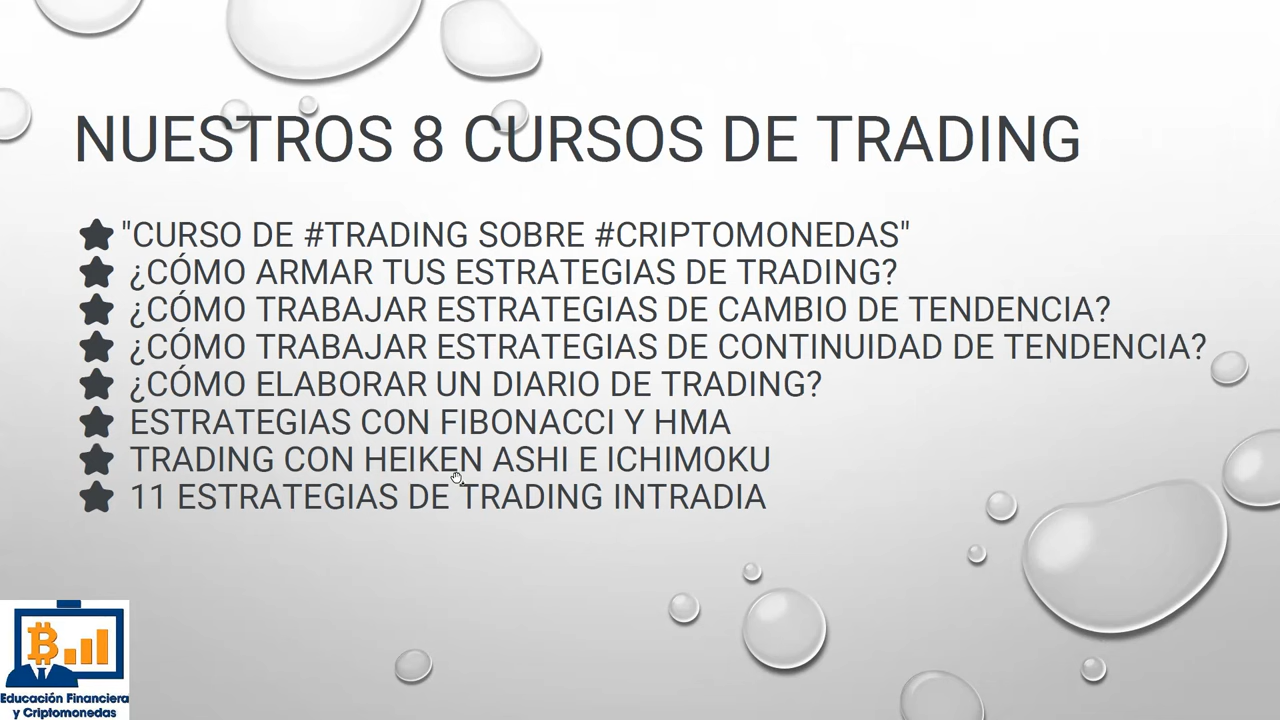 NUESTROS 8 CURSOS DE TRADING
"CURSO DE #TRADING SOBRE #CRIPTOMONEDAS"
¿CÓMO ARMAR TUS ESTRATEGIAS DE TRADING?
¿CÓMO TRABAJAR ESTRATEGIAS DE CAMBIO DE TENDENCIA?
¿CÓMO TRABAJAR ESTRATEGIAS DE CONTINUIDAD DE TENDENCIA?
¿CÓMO ELABORAR UN DIARIO DE TRADING?
ESTRATEGIAS CON FIBONACCI Y HMA
TRADING CON HEIKEN ASHI E ICHIMOKU
11 ESTRATEGIAS DE TRADING INTRADIA
Educación Financiera
y Criptomonedas